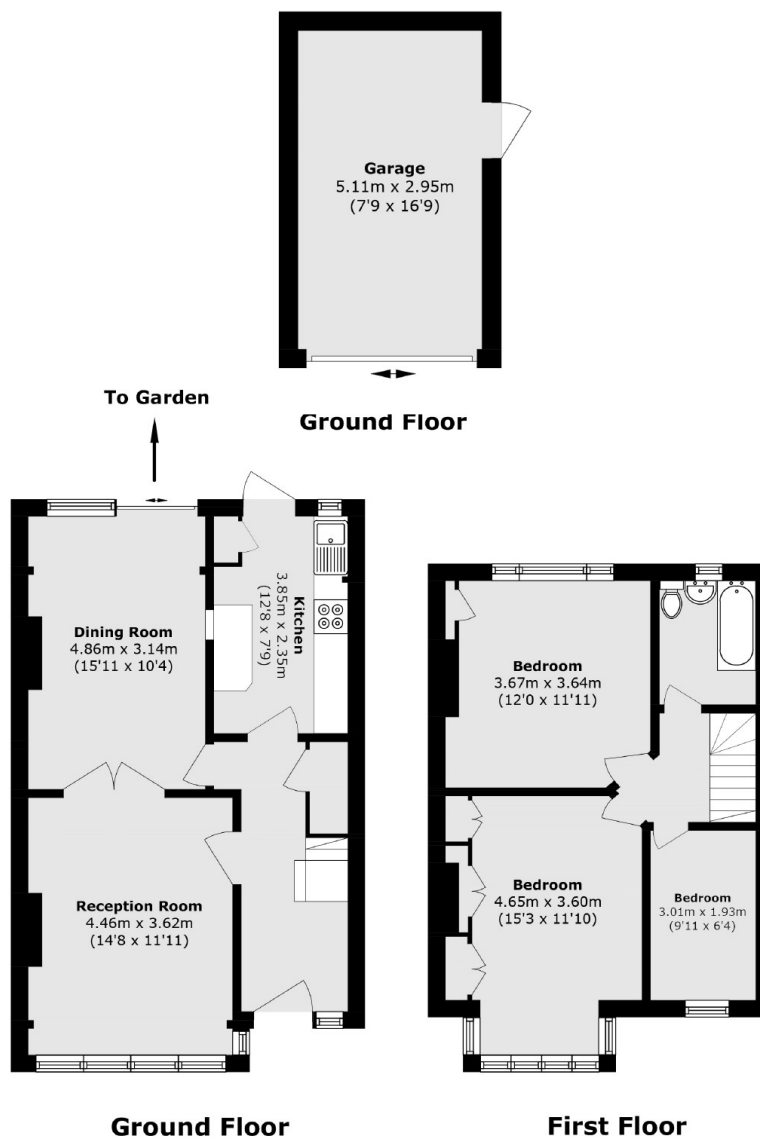 Garage
5.11m x 2.95m
(7'9 x 16'9)
Ground Floor
To Garden
Dining Room
4.86m x 3.14m
(15'11 x 10'4)
Kitchen
3.85m x 2.35m
(12'8 x 7'9)
Reception Room
4.46m x 3.62m
(14'8 x 11'11)
Ground Floor
Bedroom
3.67m x 3.64m
(12'0 x 11'11)
Bedroom
4.65m x 3.60m
(15'3 x 11'10)
Bedroom
3.01m x 1.93m
(9'11 x 6'4)
First Floor